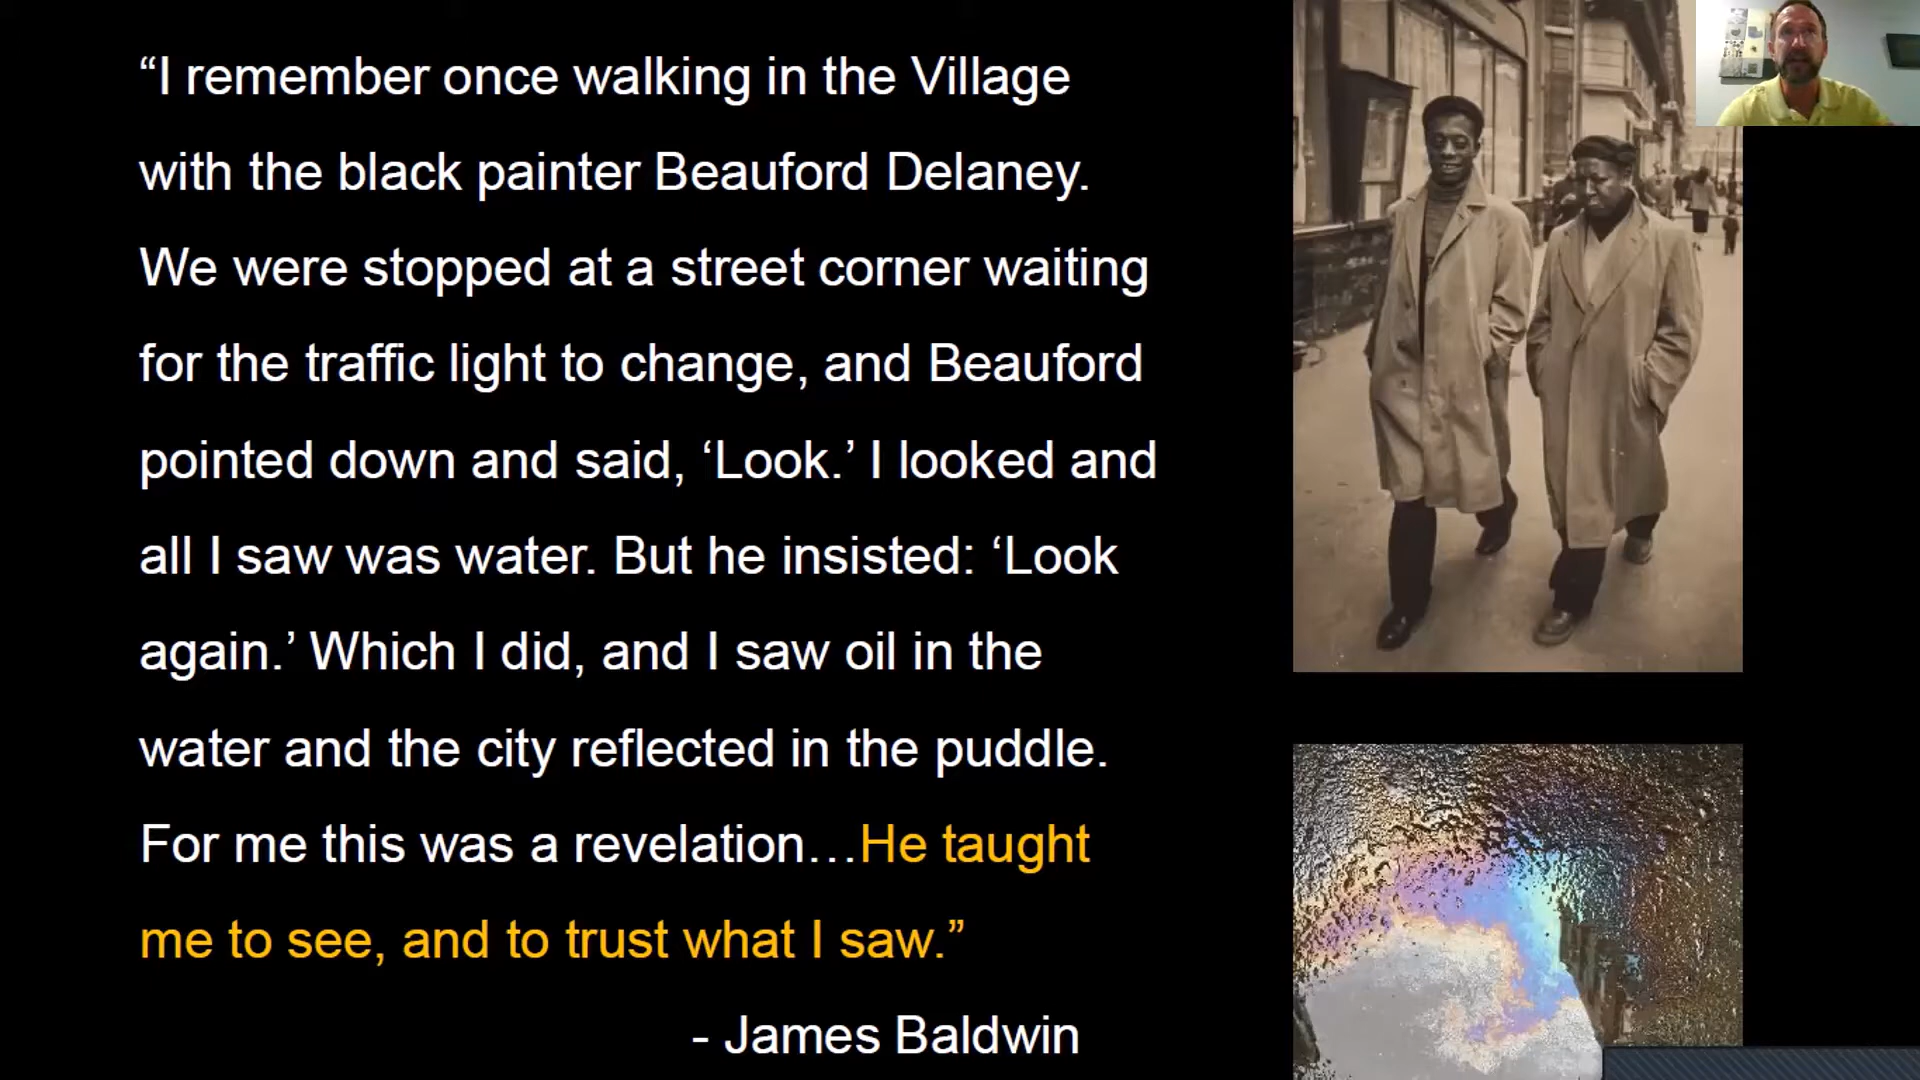 “I remember once walking in the Village
with the black painter Beauford Delaney.
We were stopped at a street corner waiting
for the traffic light to change, and Beauford
pointed down and said, ‘Look.’ I looked and
all I saw was water. But he insisted: ‘Look
again.’ Which I did, and I saw oil in the
water and the city reflected in the puddle.
For me this was a revelation…He taught
me to see, and to trust what I saw.”
- James Baldwin